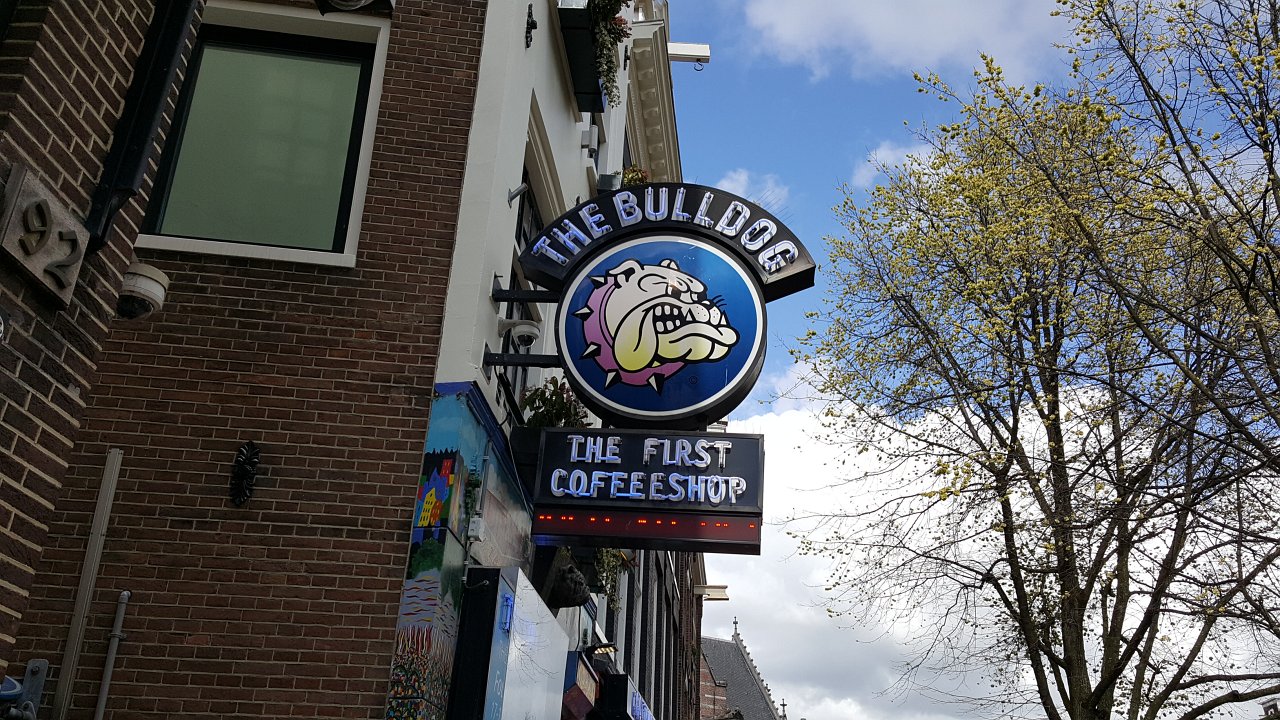 92
THE BULLDOG
THE FIRST
COFFEESHOP